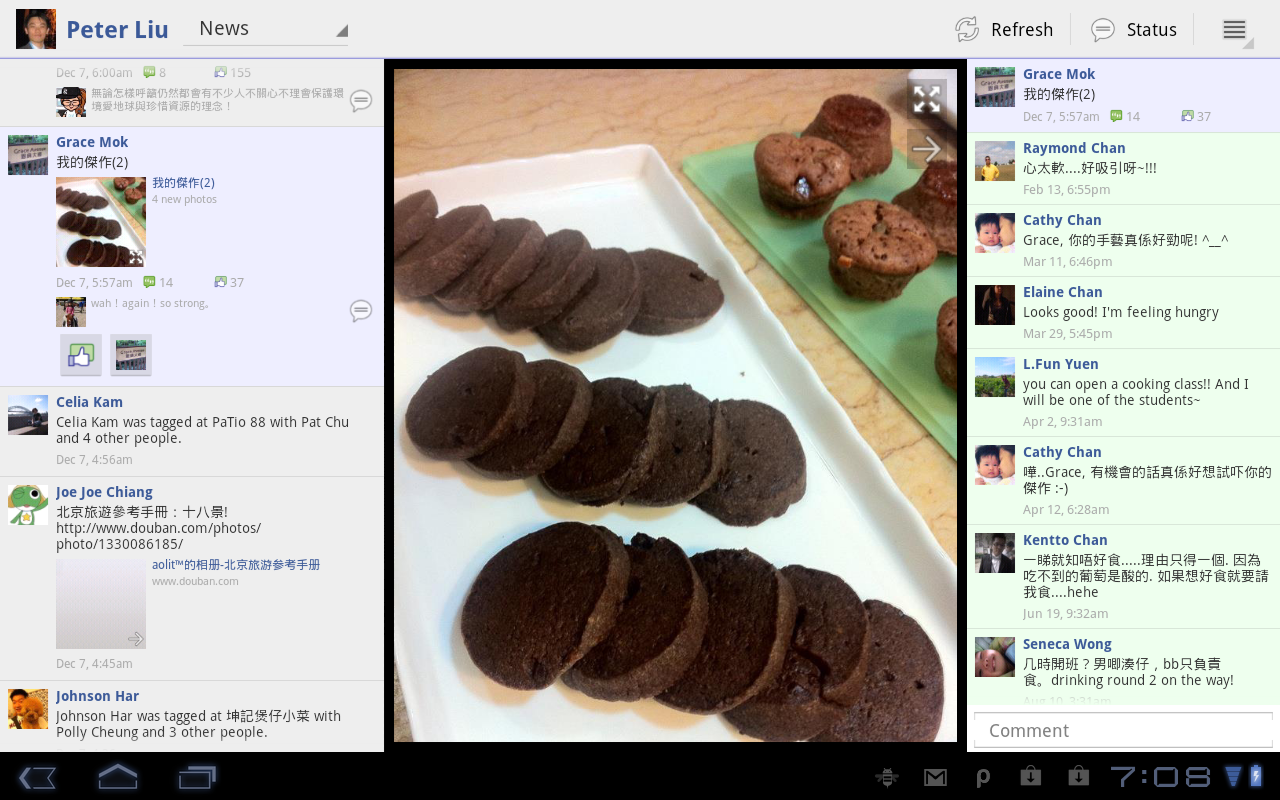 Peter Liu
News
Refresh
Status
Dec 7, 6:00am 8 155
無論怎樣呼籲仍然都會有不少人不關心不理會保護環
境愛地球與珍惜資源的理念！
Grace Mok
我的傑作(2)
我的傑作(2)
4 new photos
Dec 7, 5:57am 14 37
wah！again！so strong。
Celia Kam
Celia Kam was tagged at PaTio 88 with Pat Chu
and 4 other people.
Dec 7, 4:56am
Joe Joe Chiang
北京旅遊參考手冊：十八景!
http://www.douban.com/photos/
photo/1330086185/
aolit™的相册-北京旅游参考手册
www.douban.com
Dec 7, 4:45am
Johnson Har
Johnson Har was tagged at 坤記煲仔小菜 with
Polly Cheung and 3 other people.
Grace Mok
我的傑作(2)
Dec 7, 5:57am 14 37
Raymond Chan
心太軟....好吸引呀~!!!
Feb 13, 6:55pm
Cathy Chan
Grace, 你的手藝真係好勁呢! ^__^
Mar 11, 6:46pm
Elaine Chan
Looks good! I'm feeling hungry
Mar 29, 5:45pm
L.Fun Yuen
you can open a cooking class!! And I
will be one of the students~
Apr 2, 9:31am
Cathy Chan
嘩..Grace, 有機會的話真係好想試吓你的
傑作 :-)
Apr 12, 6:28am
Kentto Chan
一睇就知唔好食.....理由只得一個. 因為
吃不到的葡萄是酸的. 如果想好食就要請
我食....hehe
Jun 19, 9:32am
Seneca Wong
几時開班？男唧湊仔，bb只負責
食。drinking round 2 on the way!
Aug 10, 3:21am
Comment
7:08